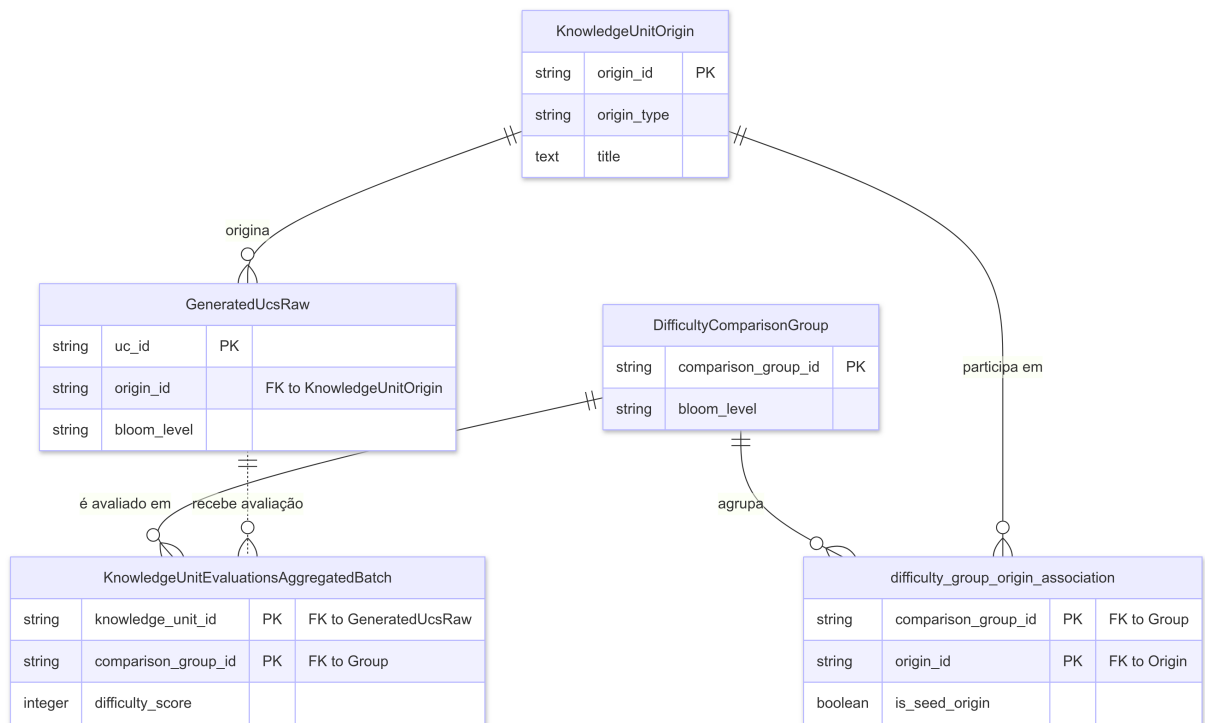 KnowledgeUnitOrigin
string origin_id PK
string origin_type
text title
origina
GeneratedUcsRaw
string uc_id PK
string origin_id FK to KnowledgeUnitOrigin
string bloom_level
DifficultyComparisonGroup
string comparison_group_id PK
string bloom_level
participa em
é avaliado em
recebe avaliação
agrupa
KnowledgeUnitEvaluationsAggregatedBatch
string knowledge_unit_id PK FK to GeneratedUcsRaw
string comparison_group_id PK FK to Group
integer difficulty_score
difficulty_group_origin_association
string comparison_group_id PK FK to Group
string origin_id PK FK to Origin
boolean is_seed_origin